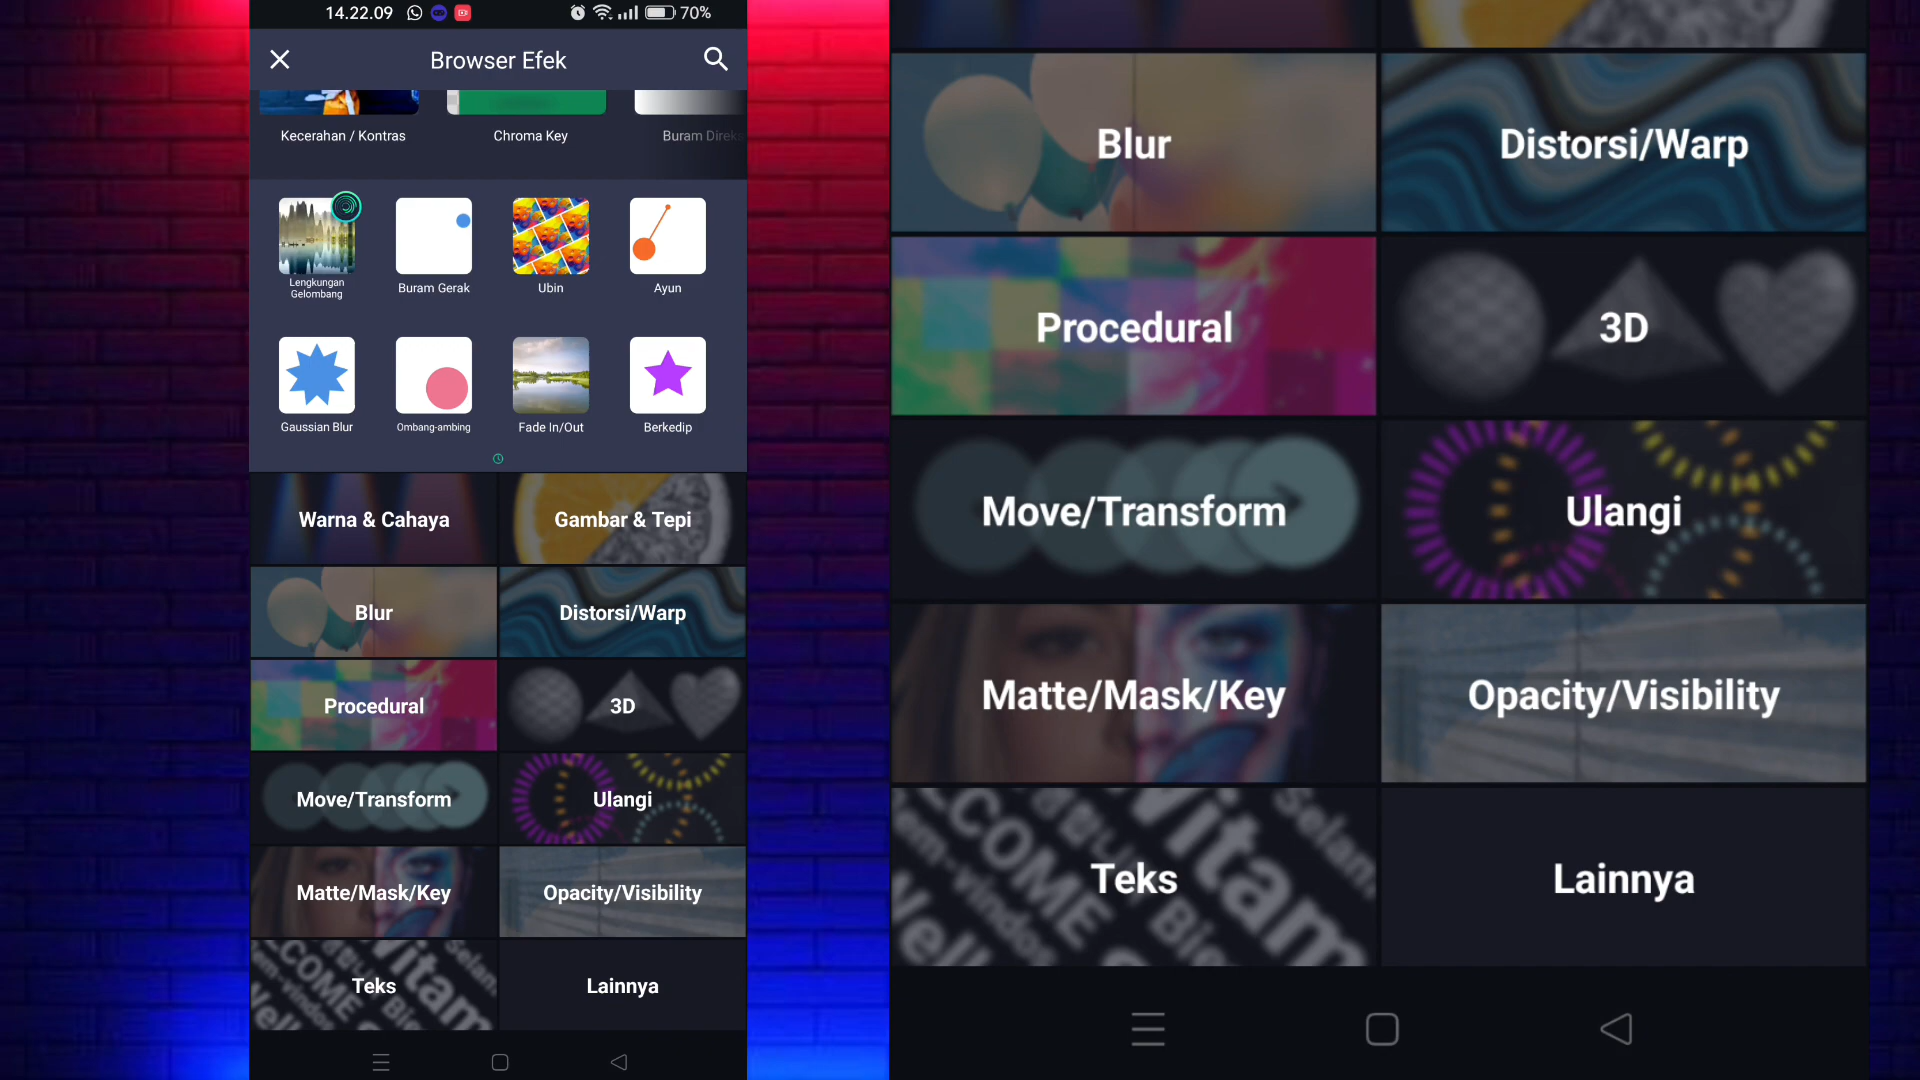 14.22.09
70%
Browser Efek
Kecerahan / Kontras
Chroma Key
Buram Direks
Lengkungan
Gelombang
Buram Gerak
Ubin
Ayun
Gaussian Blur
Ombang-ambing
Fade In/Out
Berkedip
Warna & Cahaya
Gambar & Tepi
Blur
Distorsi/Warp
Procedural
3D
Move/Transform
Ulangi
Matte/Mask/Key
Opacity/Visibility
Teks
Lainnya
Blur
Distorsi/Warp
Procedural
3D
Move/Transform
Ulangi
Matte/Mask/Key
Opacity/Visibility
Teks
Lainnya